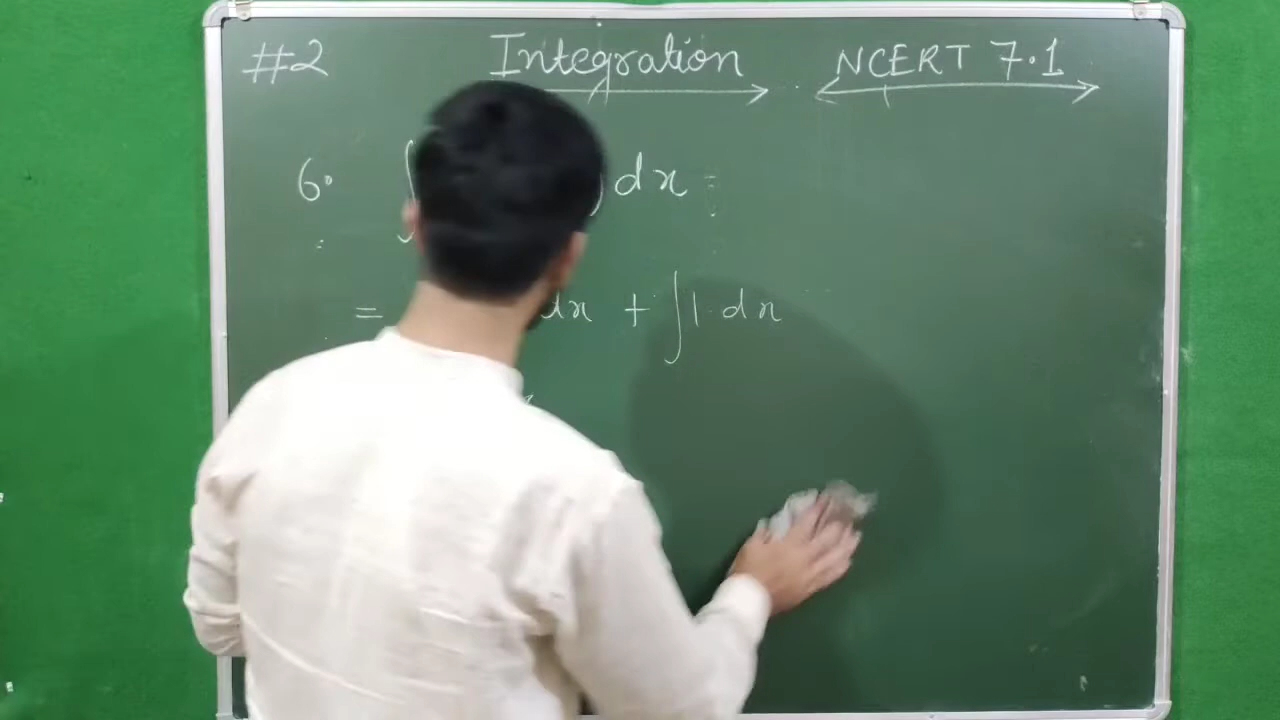 #2 Integration NCERT 7.1
6. ∫ ) dx =
= dx + ∫1. dx